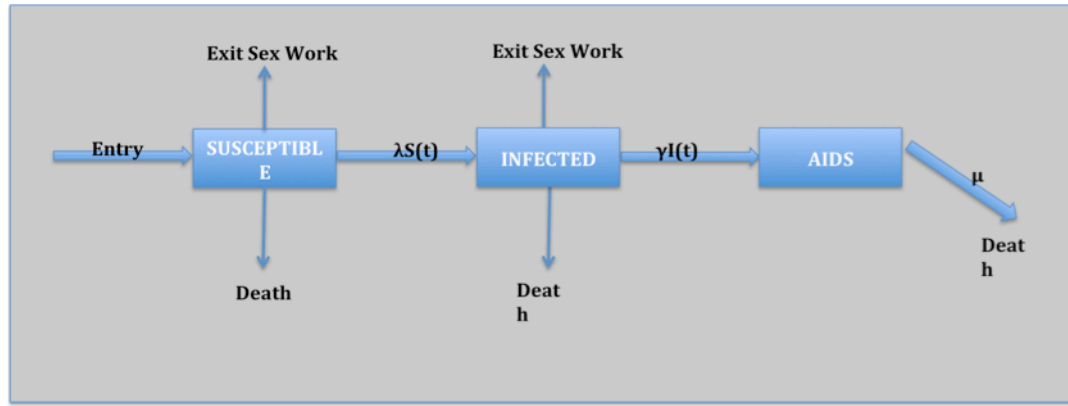 Exit Sex Work
Exit Sex Work
Entry
SUSCEPTIBL
E
λS(t)
INFECTED
γI(t)
AIDS
μ
Death
Deat
h
Deat
h